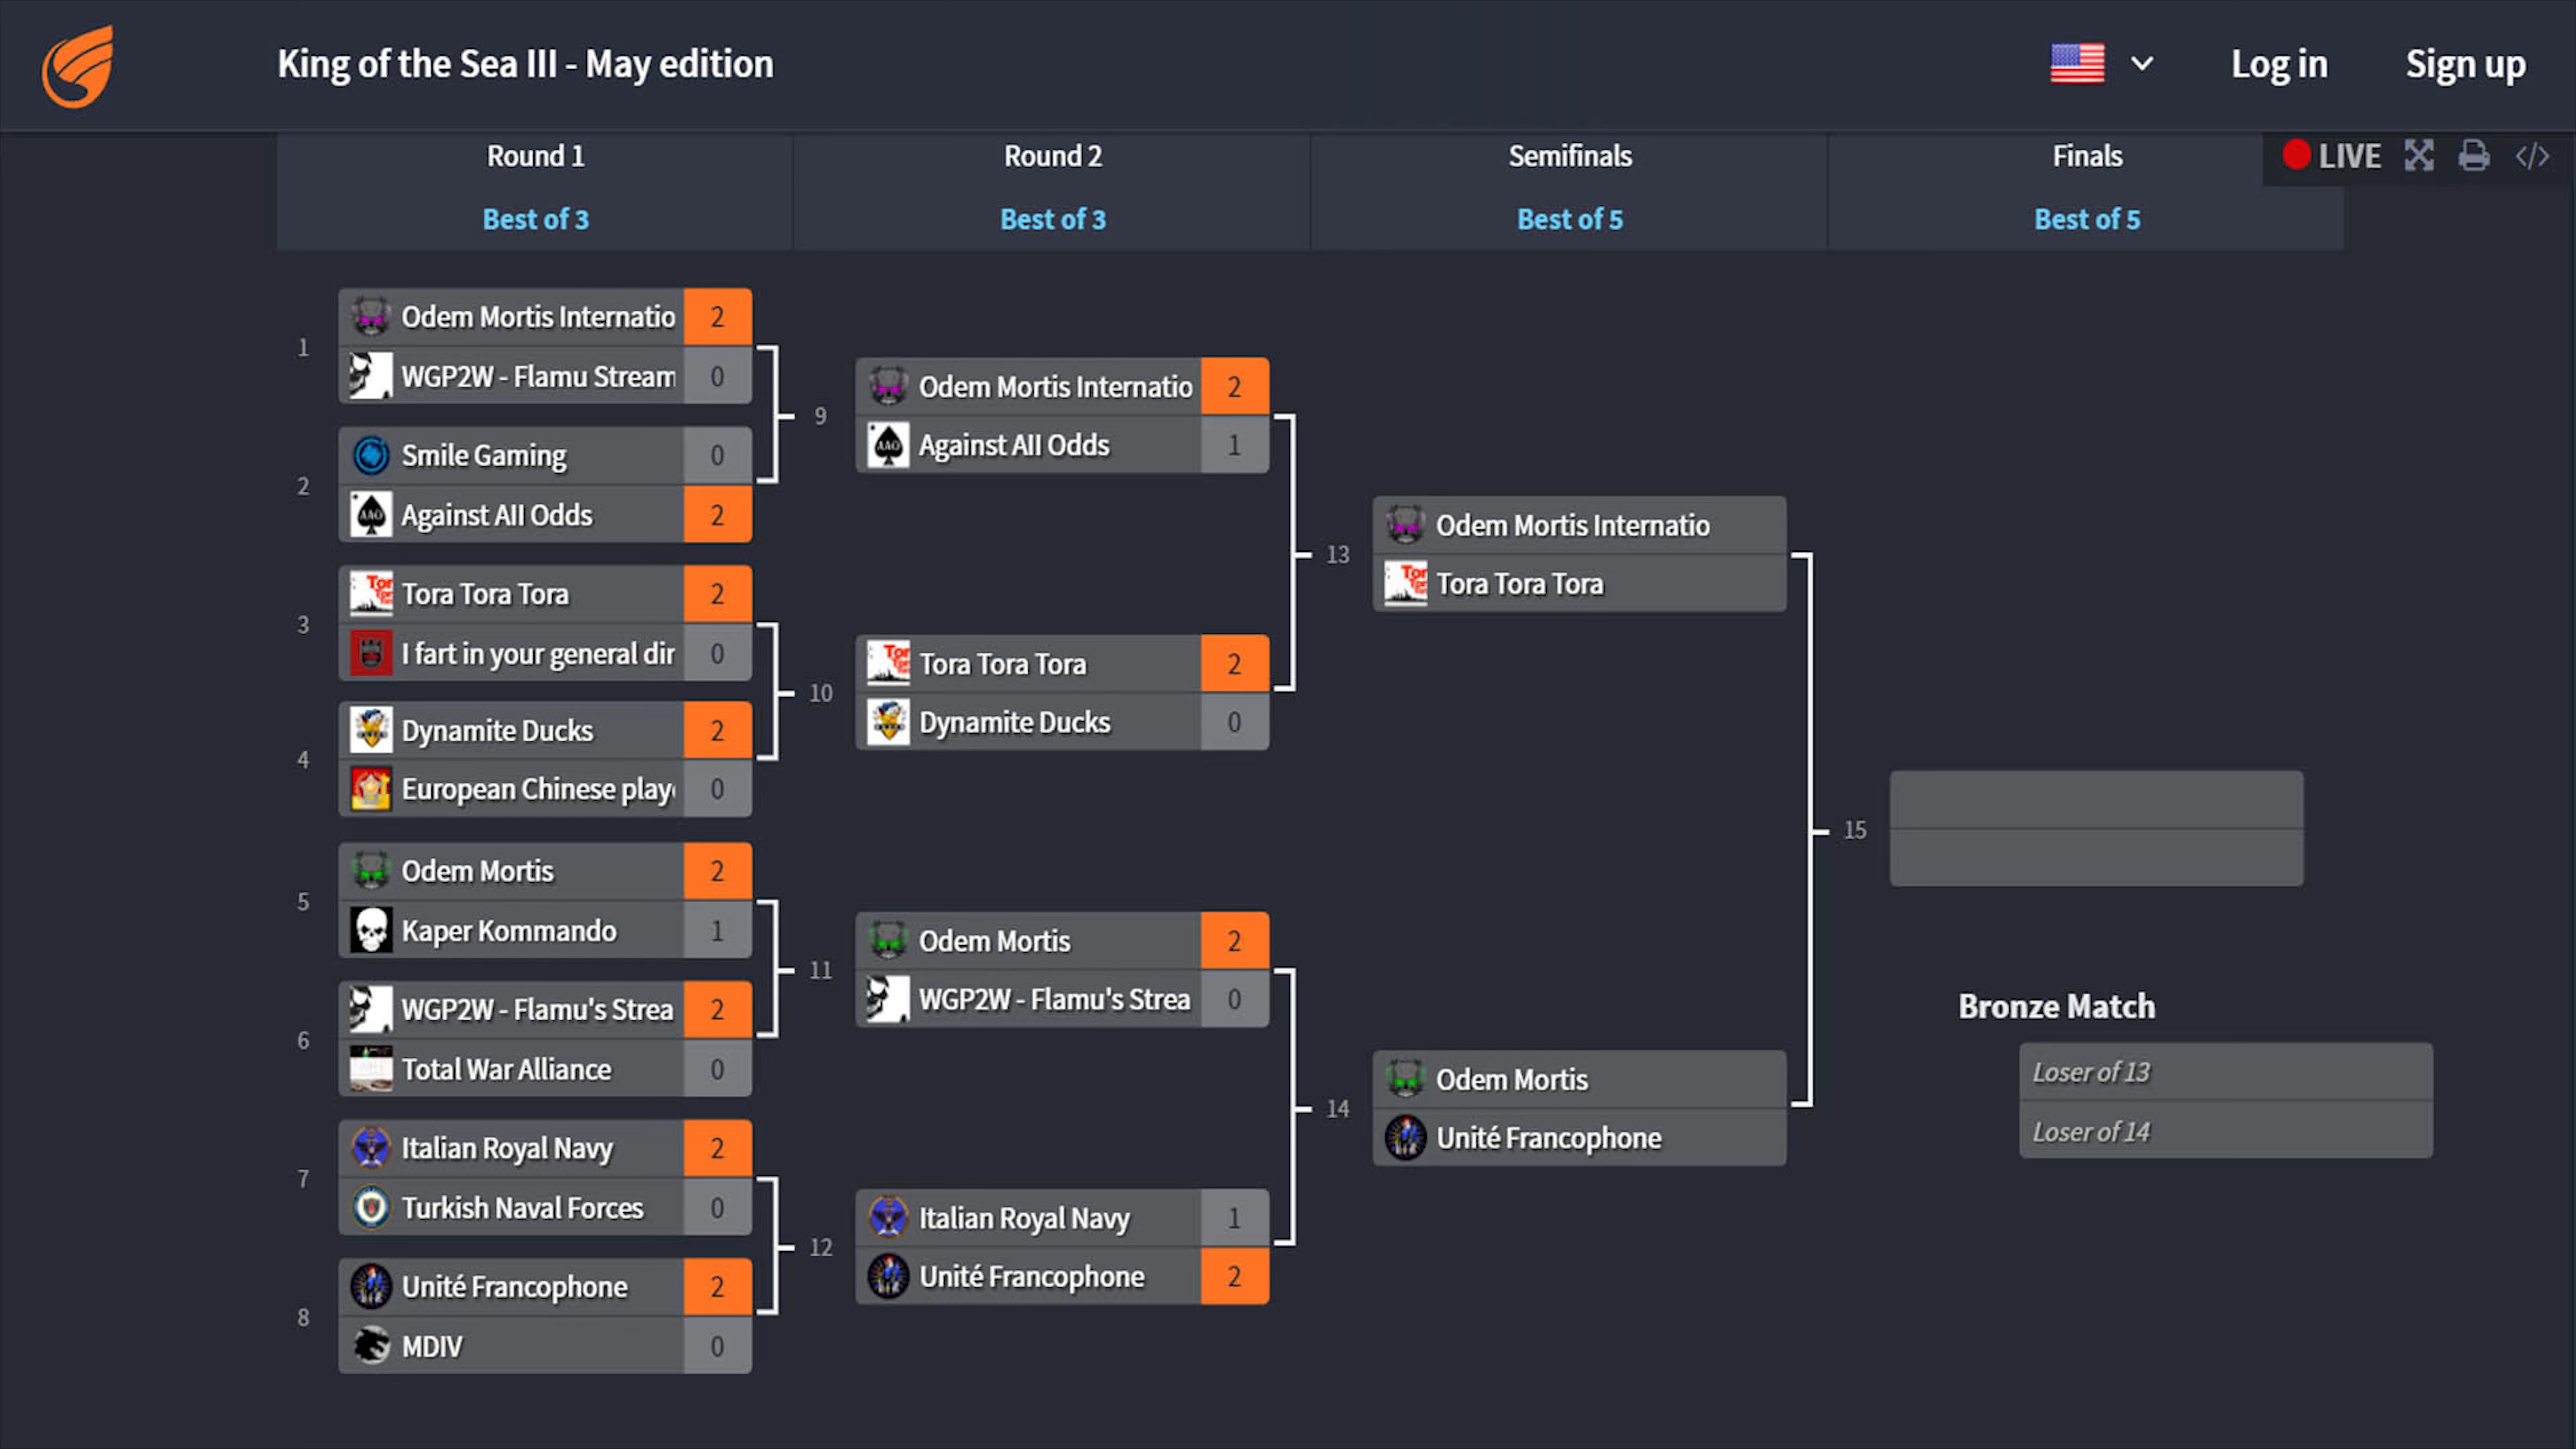 King of the Sea III - May edition
Log in
Sign up
Round 1
Round 2
Semifinals
Finals
LIVE
Best of 3
Best of 3
Best of 5
Best of 5
1
Odem Mortis Internatio 2
WGP2W - Flamu Stream 0
2
Smile Gaming 0
Against All Odds 2
3
Tora Tora Tora 2
I fart in your general dir 0
4
Dynamite Ducks 2
European Chinese play 0
5
Odem Mortis 2
Kaper Kommando 1
6
WGP2W - Flamu's Strea 2
Total War Alliance 0
7
Italian Royal Navy 2
Turkish Naval Forces 0
8
Unité Francophone 2
MDIV 0
9
Odem Mortis Internatio 2
AAO Against All Odds 1
10
Tora Tora Tora 2
Dynamite Ducks 0
11
Odem Mortis 2
WGP2W - Flamu's Strea 0
12
Italian Royal Navy 1
Unité Francophone 2
13
Odem Mortis Internatio
Tora Tora Tora
14
Odem Mortis
Unité Francophone
15
Bronze Match
Loser of 13
Loser of 14